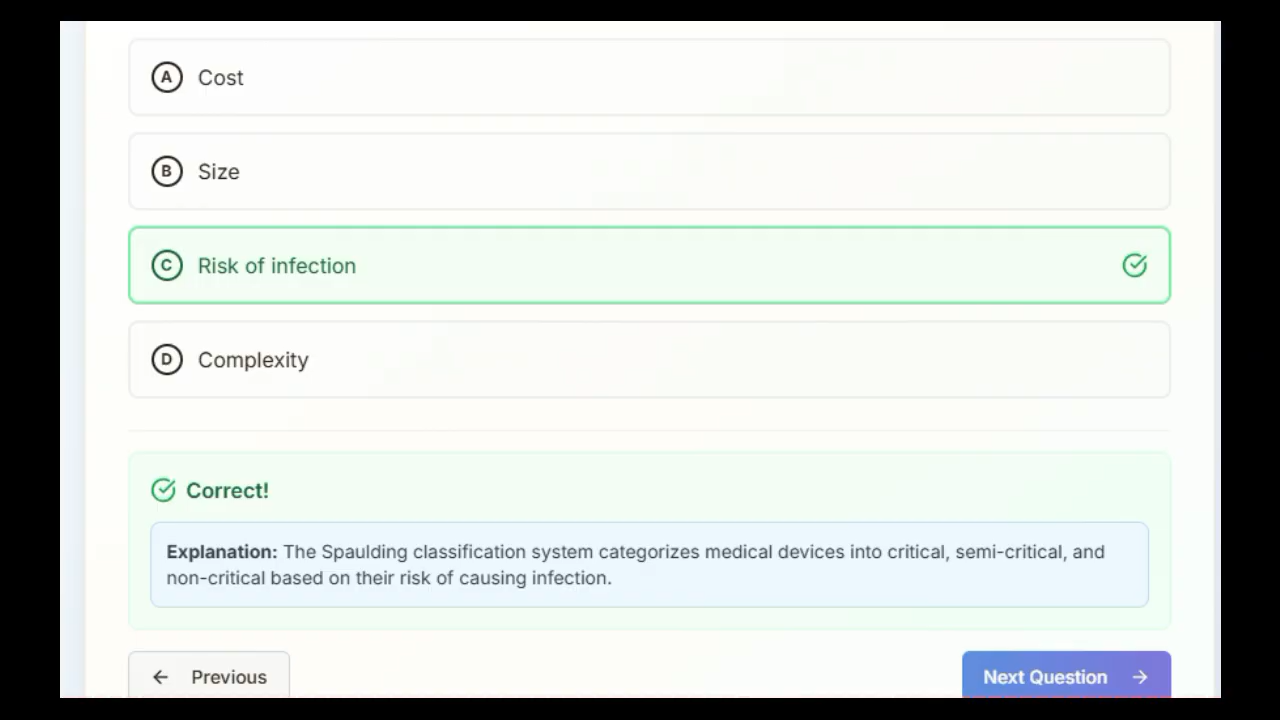 A Cost
B Size
C Risk of infection
D Complexity
Correct!
Explanation: The Spaulding classification system categorizes medical devices into critical, semi-critical, and
non-critical based on their risk of causing infection.
← Previous
Next Question →